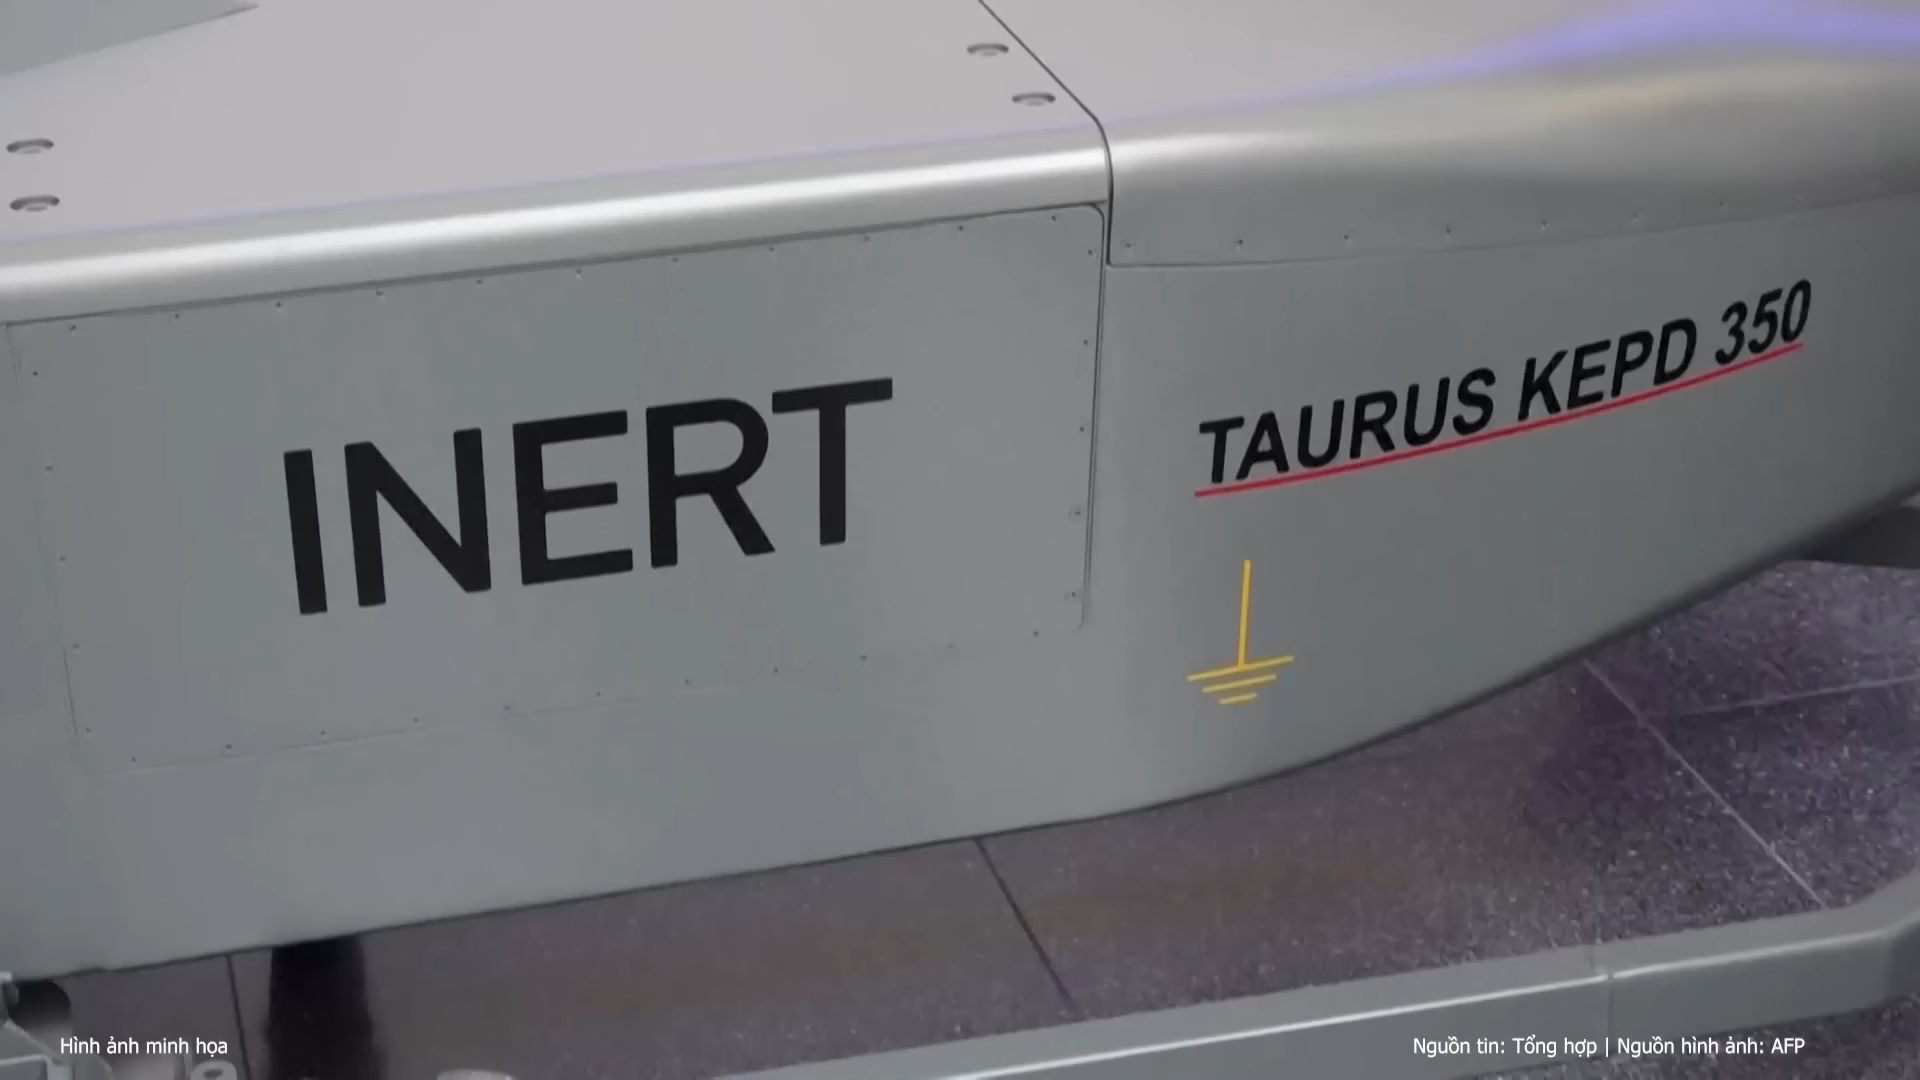 INERT
TAURUS KEPD 350
Hình ảnh minh họa
Nguồn tin: Tổng hợp | Nguồn hình ảnh: AFP